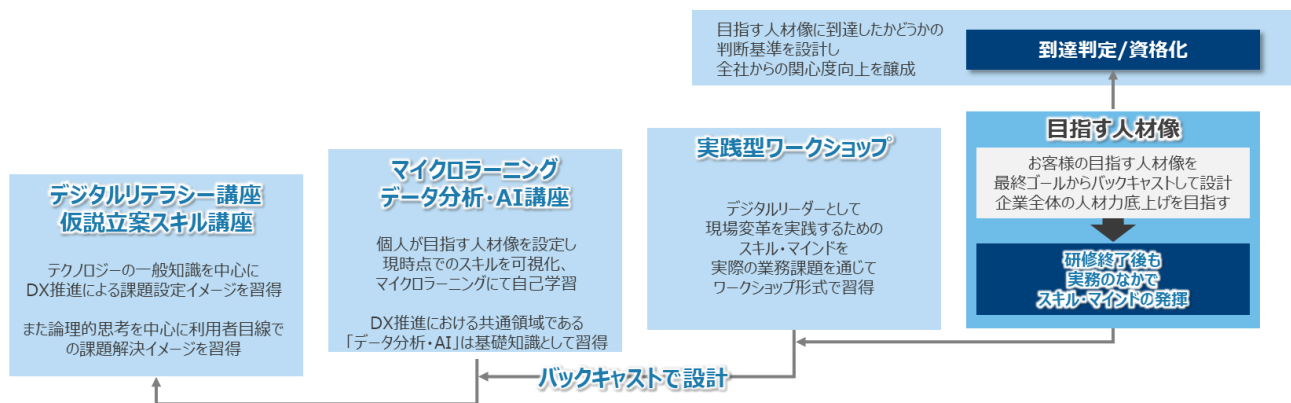 目指す人材像に到達したかどうかの
判断基準を設計し
全社からの関心度向上を醸成
到達判定/資格化
目指す人材像
お客様の目指す人材像を
最終ゴールからバックキャストして設計
企業全体の人材力底上げを目指す
研修終了後も
実務のなかで
スキル・マインドの発揮
実践型ワークショップ
デジタルリーダーとして
現場変革を実践するための
スキル・マインドを
実際の業務課題を通じて
ワークショップ形式で習得
マイクロラーニング
データ分析・AI講座
個人が目指す人材像を設定し
現時点でのスキルを可視化、
マイクロラーニングにて自己学習
DX推進における共通領域である
「データ分析・AI」は基礎知識として習得
デジタルリテラシー講座
仮説立案スキル講座
テクノロジーの一般知識を中心に
DX推進による課題設定イメージを習得
また論理的思考を中心に利用者目線で
の課題解決イメージを習得
バックキャストで設計